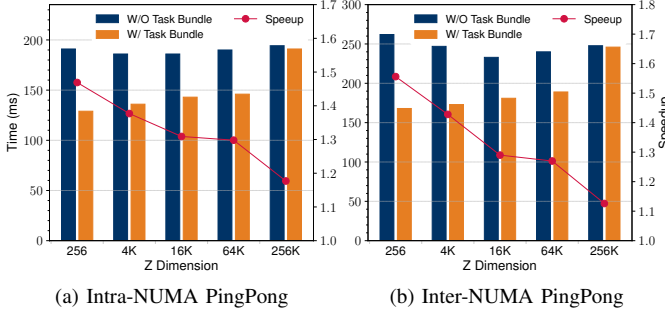 W/O Task Bundle
W/ Task Bundle
Speeup
200
150
100
50
0
Time (ms)
1.7
1.6
1.5
1.4
1.3
1.2
1.1
1.0
256 4K 16K 64K 256K
Z Dimension
(a) Intra-NUMA PingPong
W/O Task Bundle
W/ Task Bundle
Speeup
300
250
200
150
100
50
0
1.8
1.7
1.6
1.5
1.4
1.3
1.2
1.1
1.0
Speedup
256 4K 16K 64K 256K
Z Dimension
(b) Inter-NUMA PingPong